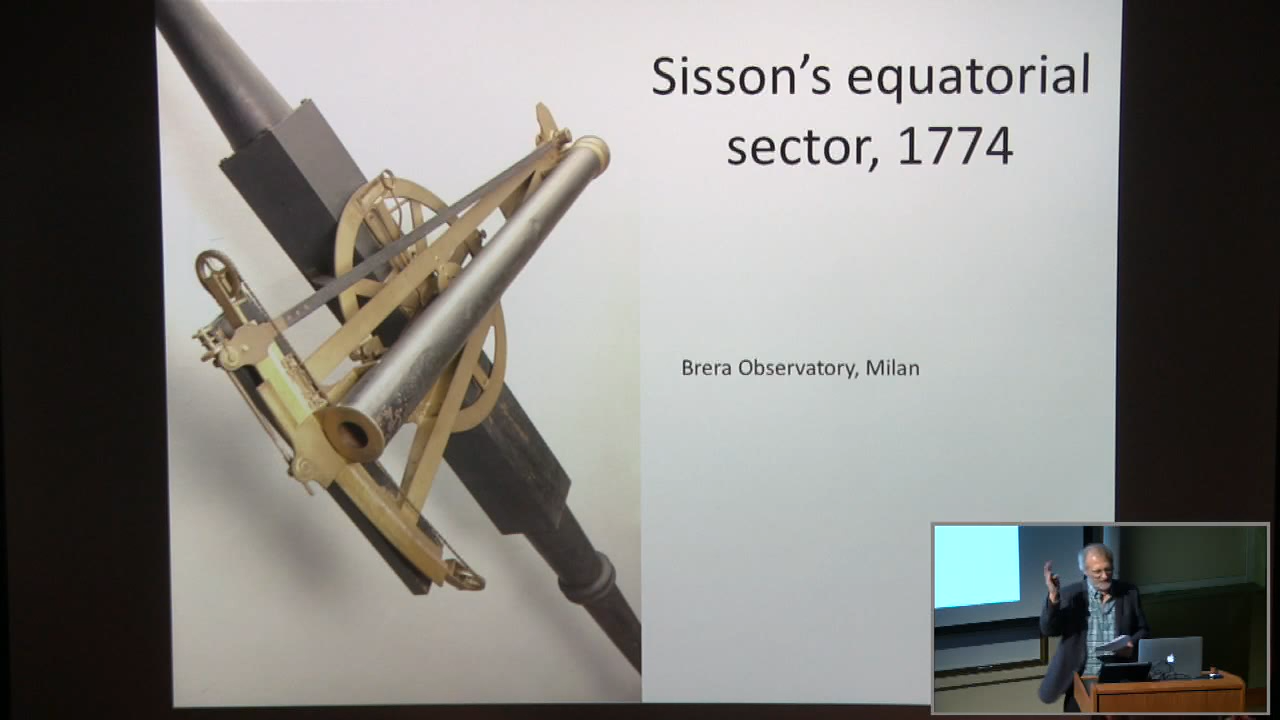 Sisson’s equatorial
sector, 1774
Brera Observatory, Milan